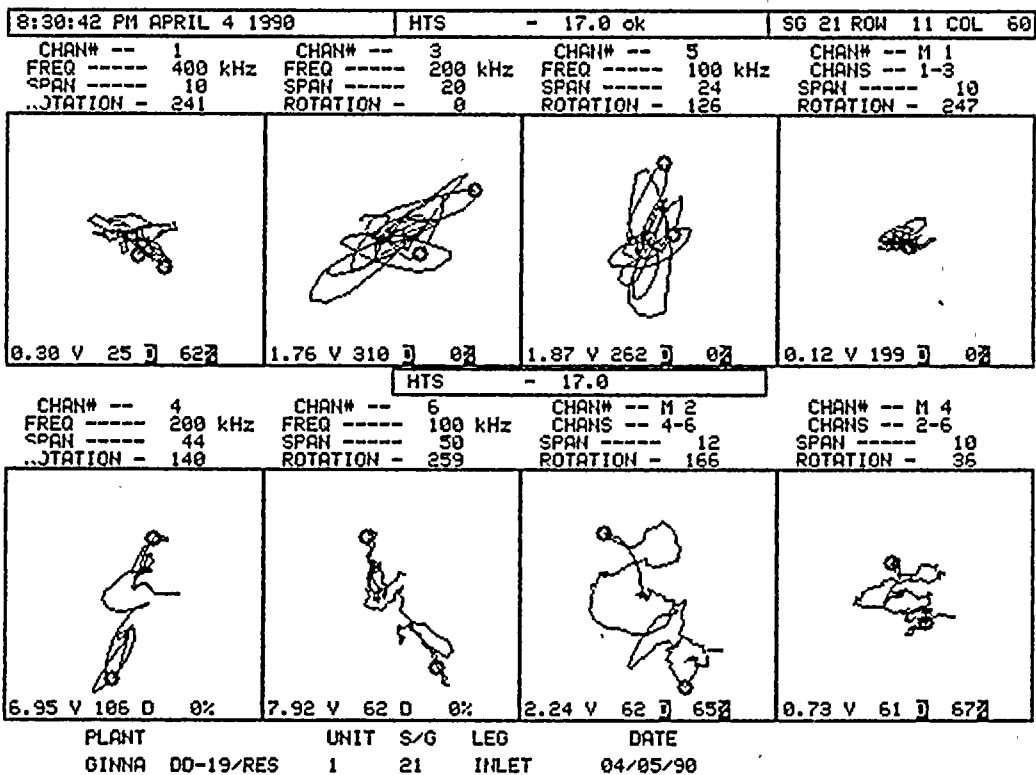 8:30:42 PM APRIL 4 1990 HTS - 17.0 ok SG 21 ROW 11 COL 60
CHAN# -- 1 CHAN# -- 3 CHAN# -- 5 CHAN# -- M 1
FREQ ----- 400 kHz FREQ ----- 200 kHz FREQ ----- 100 kHz CHANS -- 1-3
SPAN ----- 10 SPAN ----- 20 SPAN ----- 24 SPAN ----- 10
..OTATION - 241 ROTATION - 0 ROTATION - 126 ROTATION - 247
0.30 V 25 D 62% 1.76 V 310 D 0% 1.87 V 262 D 0% 0.12 V 199 D 0%
HTS - 17.0
CHAN# -- 4 CHAN# -- 6 CHAN# -- M 2 CHAN# -- M 4
FREQ ----- 200 kHz FREQ ----- 100 kHz CHANS -- 4-6 CHANS -- 2-6
SPAN ----- 44 SPAN ----- 50 SPAN ----- 12 SPAN ----- 10
..OTATION - 140 ROTATION - 259 ROTATION - 166 ROTATION - 36
6.95 V 106 D 0% 7.92 V 62 D 0% 2.24 V 62 D 65% 0.73 V 61 D 67%
PLANT UNIT S/G LEG DATE
GINNA DD-19/RES 1 21 INLET 04/05/90